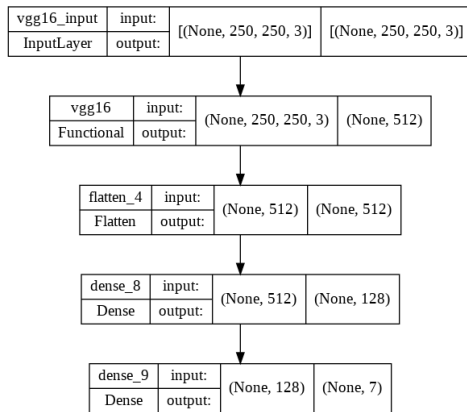 vgg16_input input: [(None, 250, 250, 3)] [(None, 250, 250, 3)]
InputLayer output:
vgg16 input: (None, 250, 250, 3) (None, 512)
Functional output:
flatten_4 input: (None, 512) (None, 512)
Flatten output:
dense_8 input: (None, 512) (None, 128)
Dense output:
dense_9 input: (None, 128) (None, 7)
Dense output: